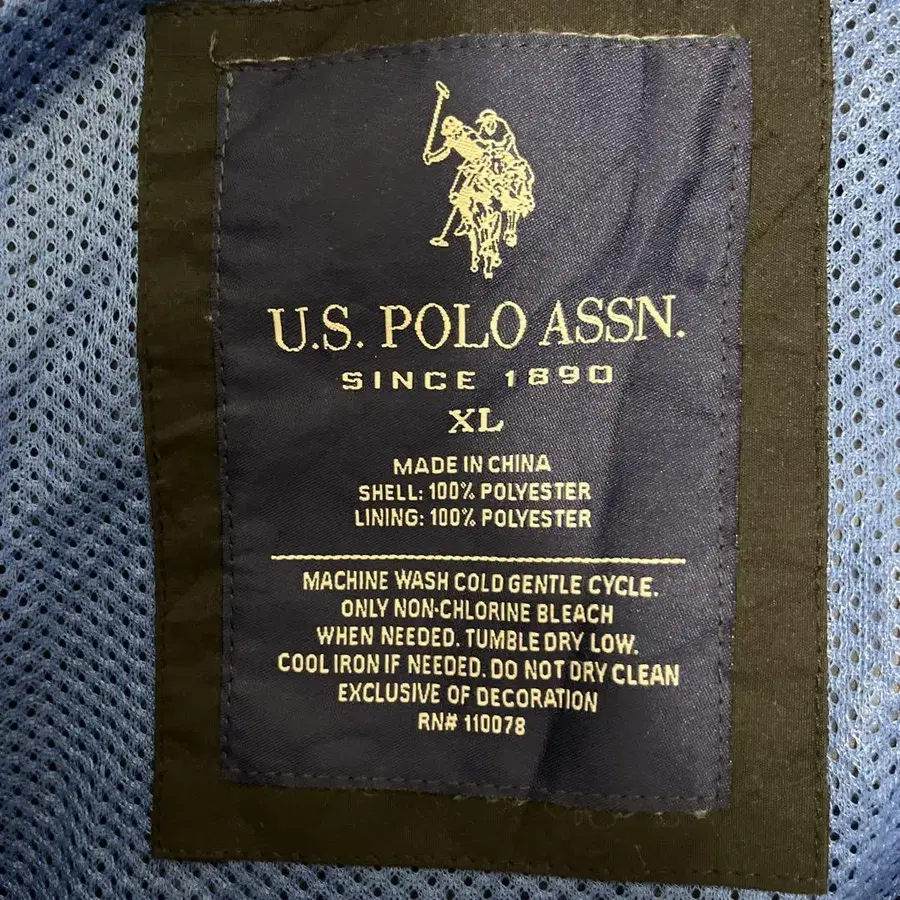 U.S. POLO ASSN.
SINCE 1890
XL
MADE IN CHINA
SHELL: 100% POLYESTER
LINING: 100% POLYESTER
MACHINE WASH COLD GENTLE CYCLE.
ONLY NON-CHLORINE BLEACH
WHEN NEEDED. TUMBLE DRY LOW.
COOL IRON IF NEEDED. DO NOT DRY CLEAN
EXCLUSIVE OF DECORATION
RN# 110078